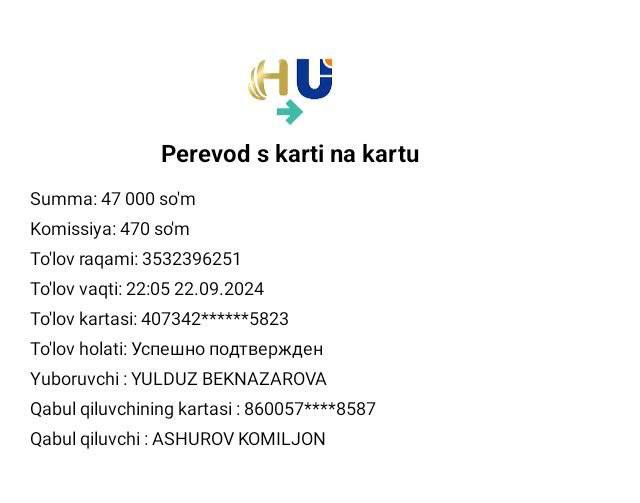 HU
Perevod s karti na kartu
Summa: 47 000 so'm
Komissiya: 470 so'm
To'lov raqami: 3532396251
To'lov vaqti: 22:05 22.09.2024
To'lov kartasi: 407342******5823
To'lov holati: Успешно подтвержден
Yuboruvchi : YULDUZ BEKNAZAROVA
Qabul qiluvchining kartasi : 860057****8587
Qabul qiluvchi : ASHUROV KOMILJON